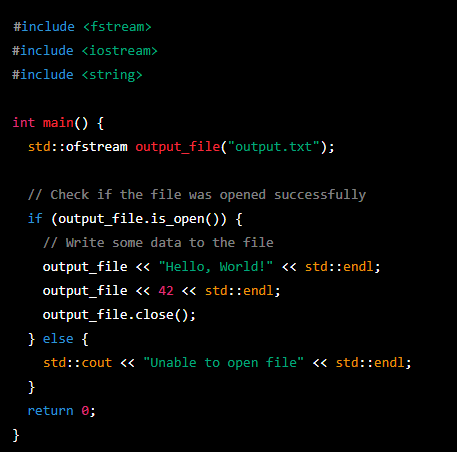 #include <fstream>
#include <iostream>
#include <string>

int main() {
  std::ofstream output_file("output.txt");

  // Check if the file was opened successfully
  if (output_file.is_open()) {
    // Write some data to the file
    output_file << "Hello, World!" << std::endl;
    output_file << 42 << std::endl;
    output_file.close();
  } else {
    std::cout << "Unable to open file" << std::endl;
  }
  return 0;
}